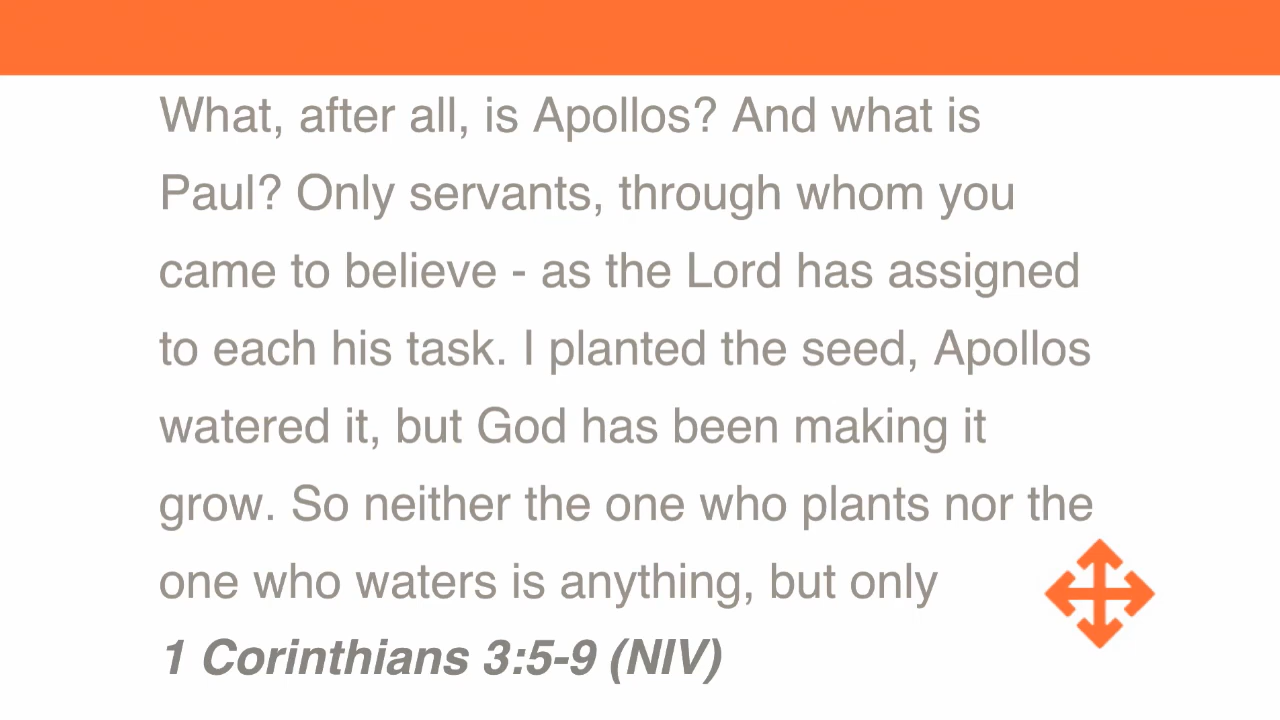 What, after all, is Apollos? And what is
Paul? Only servants, through whom you
came to believe - as the Lord has assigned
to each his task. I planted the seed, Apollos
watered it, but God has been making it
grow. So neither the one who plants nor the
one who waters is anything, but only
1 Corinthians 3:5-9 (NIV)